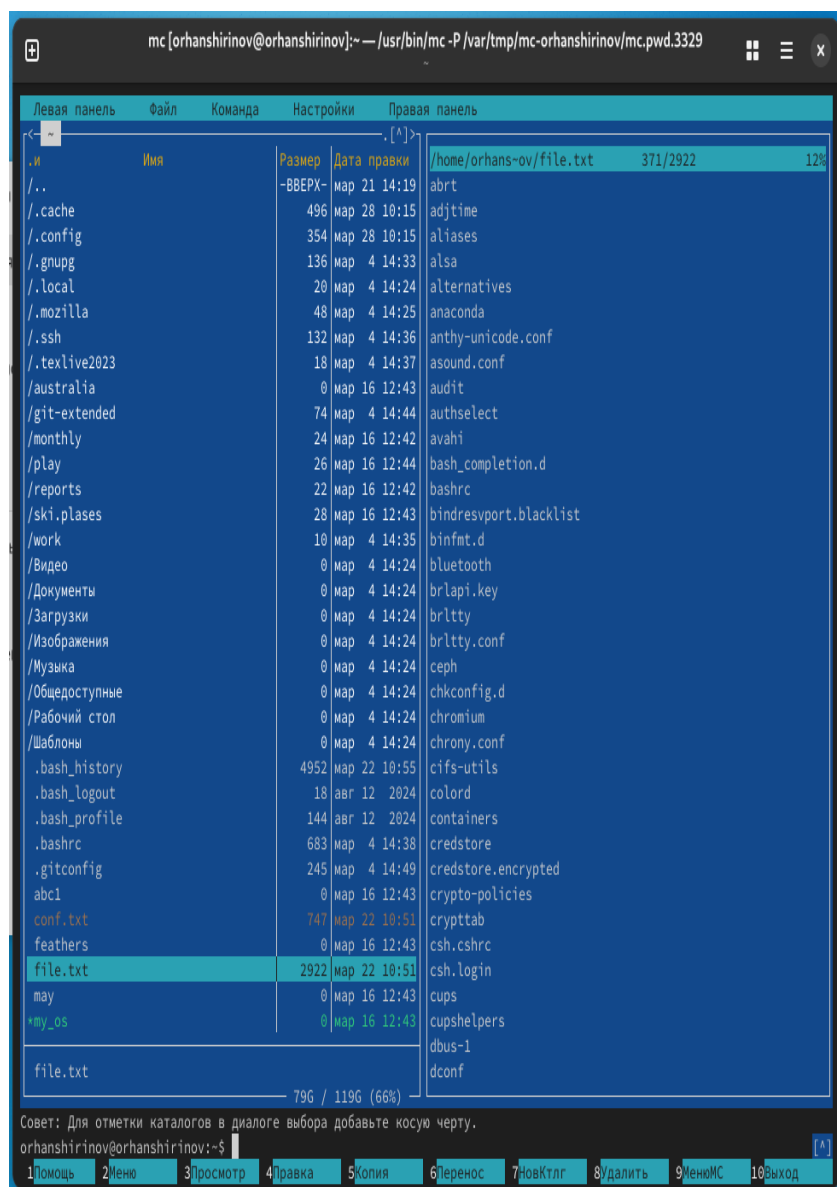 mc [orhanshirinov@orhanshirinov]:~ — /usr/bin/mc -P /var/tmp/mc-orhanshirinov/mc.pwd.3329
~
Левая панель Файл Команда Настройки Правая панель
<─ ~ .[^]>
.и Имя Размер Дата правки
/.. -ВВЕРХ- мар 21 14:19
/.cache 496 мар 28 10:15
/.config 354 мар 28 10:15
/.gnupg 136 мар 4 14:33
/.local 20 мар 4 14:24
/.mozilla 48 мар 4 14:25
/.ssh 132 мар 4 14:36
/.texlive2023 18 мар 4 14:37
/australia 0 мар 16 12:43
/git-extended 74 мар 4 14:44
/monthly 24 мар 16 12:42
/play 26 мар 16 12:44
/reports 22 мар 16 12:42
/ski.plases 28 мар 16 12:43
/work 10 мар 4 14:35
/Видео 0 мар 4 14:24
/Документы 0 мар 4 14:24
/Загрузки 0 мар 4 14:24
/Изображения 0 мар 4 14:24
/Музыка 0 мар 4 14:24
/Общедоступные 0 мар 4 14:24
/Рабочий стол 0 мар 4 14:24
/Шаблоны 0 мар 4 14:24
.bash_history 4952 мар 22 10:55
.bash_logout 18 авг 12 2024
.bash_profile 144 авг 12 2024
.bashrc 683 мар 4 14:38
.gitconfig 245 мар 4 14:49
abc1 0 мар 16 12:43
conf.txt 747 мар 22 10:51
feathers 0 мар 16 12:43
file.txt 2922 мар 22 10:51
may 0 мар 16 12:43
*my_os 0 мар 16 12:43
file.txt
79G / 119G (66%)
/home/orhans~ov/file.txt 371/2922 12%
abrt
adjtime
aliases
alsa
alternatives
anaconda
anthy-unicode.conf
asound.conf
audit
authselect
avahi
bash_completion.d
bashrc
bindresvport.blacklist
binfmt.d
bluetooth
brlapi.key
brltty
brltty.conf
ceph
chkconfig.d
chromium
chrony.conf
cifs-utils
colord
containers
credstore
credstore.encrypted
crypto-policies
crypttab
csh.cshrc
csh.login
cups
cupshelpers
dbus-1
dconf
Совет: Для отметки каталогов в диалоге выбора добавьте косую черту.
orhanshirinov@orhanshirinov:~$ [^]
1Помощь 2Меню 3Просмотр 4Правка 5Копия 6Перенос 7НовКтлг 8Удалить 9МенюMC 10Выход